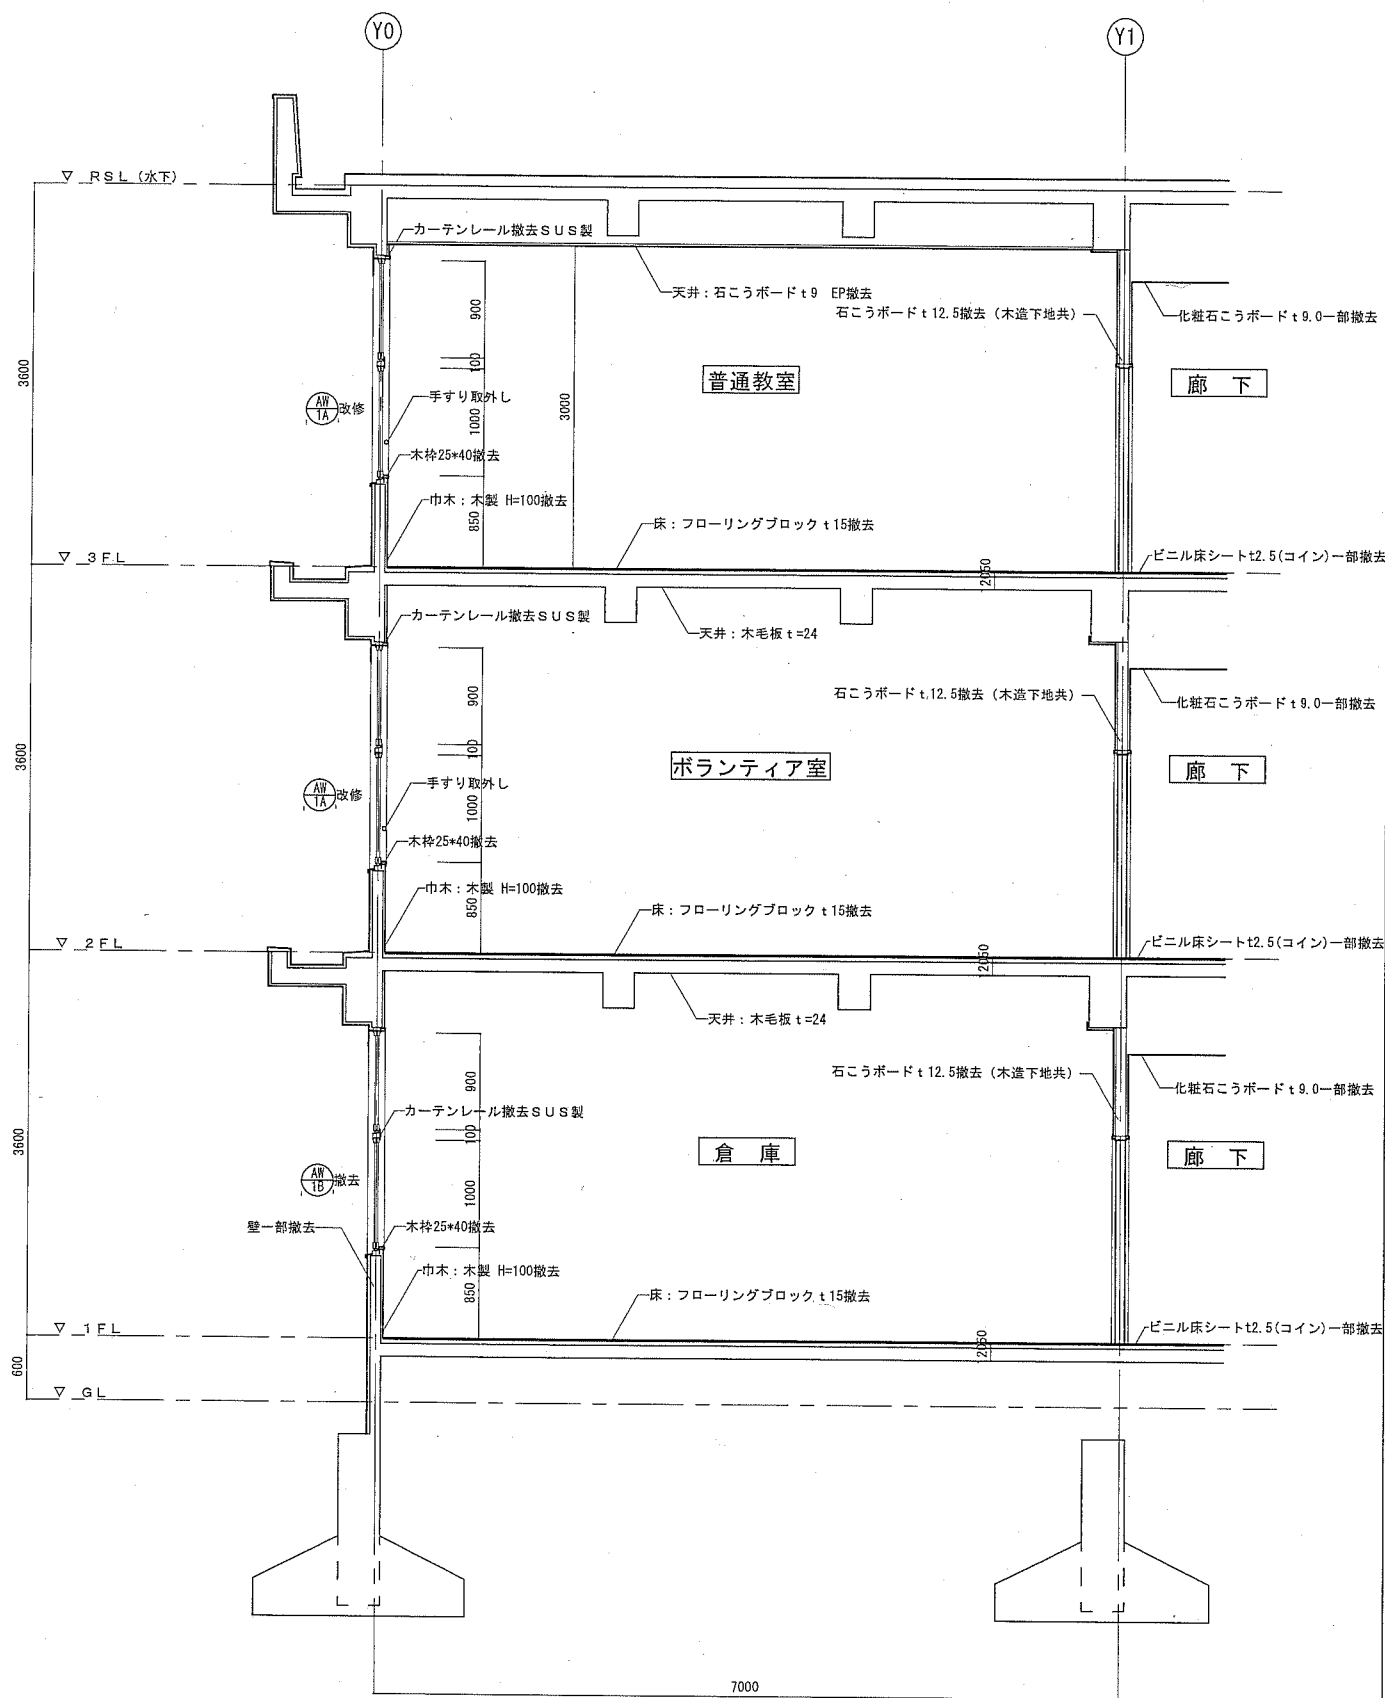 Y0
Y1
▽ RSL (水下)
カーテンレール撤去SUS製
天井：石こうボードt9 EP撤去
石こうボードt12.5撤去（木造下地共）
化粧石こうボードt9.0一部撤去
900
100
1000
850
3000
3600
普通教室
廊下
AW
1A
改修
手すり取外し
木枠25*40撤去
巾木：木製 H=100撤去
床：フローリングブロックt15撤去
▽ 3FL
ビニル床シートt2.5(コイン)一部撤去
12050
カーテンレール撤去SUS製
天井：木毛板t=24
石こうボードt12.5撤去（木造下地共）
化粧石こうボードt9.0一部撤去
900
100
1000
850
3600
ボランティア室
廊下
AW
1A
改修
手すり取外し
木枠25*40撤去
巾木：木製 H=100撤去
床：フローリングブロックt15撤去
▽ 2FL
ビニル床シートt2.5(コイン)一部撤去
12050
天井：木毛板t=24
石こうボードt12.5撤去（木造下地共）
化粧石こうボードt9.0一部撤去
900
カーテンレール撤去SUS製
100
1000
850
3600
倉庫
廊下
AW
1B
撤去
壁一部撤去
木枠25*40撤去
巾木：木製 H=100撤去
床：フローリングブロックt15撤去
▽ 1FL
ビニル床シートt2.5(コイン)一部撤去
12050
600
▽ GL
7000